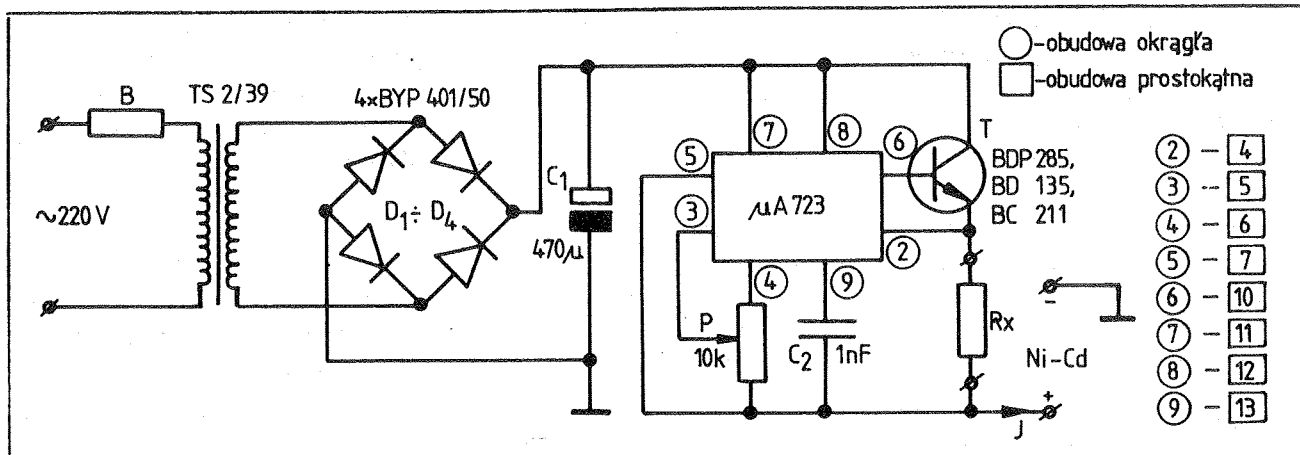 B
TS 2/39
4×BYP 401/50
~220 V
D₁÷D₄
C₁
470μ
⑦
⑧
⑤
③
μA 723
⑥
②
④
⑨
P
10k
C₂
1nF
T
BDP 285,
BD 135,
BC 211
Rx
-
Ni-Cd
+
J
○-obudowa okrągła
□-obudowa prostokątna
② - 4
③ -- 5
④ - 6
⑤ - 7
⑥ - 10
⑦ - 11
⑧ - 12
⑨ - 13